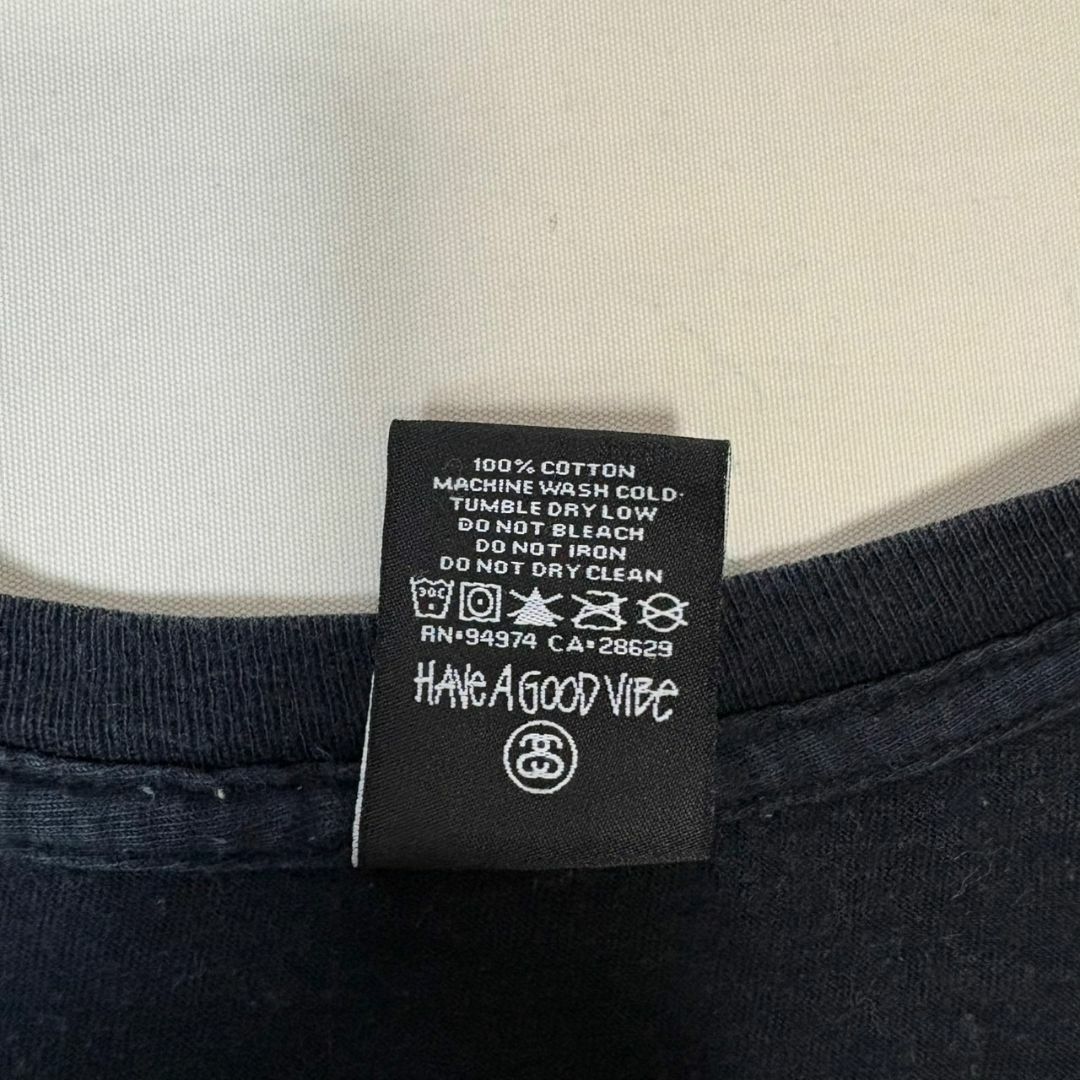 100% COTTON
MACHINE WASH COLD
TUMBLE DRY LOW
DO NOT BLEACH
DO NOT IRON
DO NOT DRY CLEAN
RN•94974 CA•28629
HAVE A GOOD VIBE